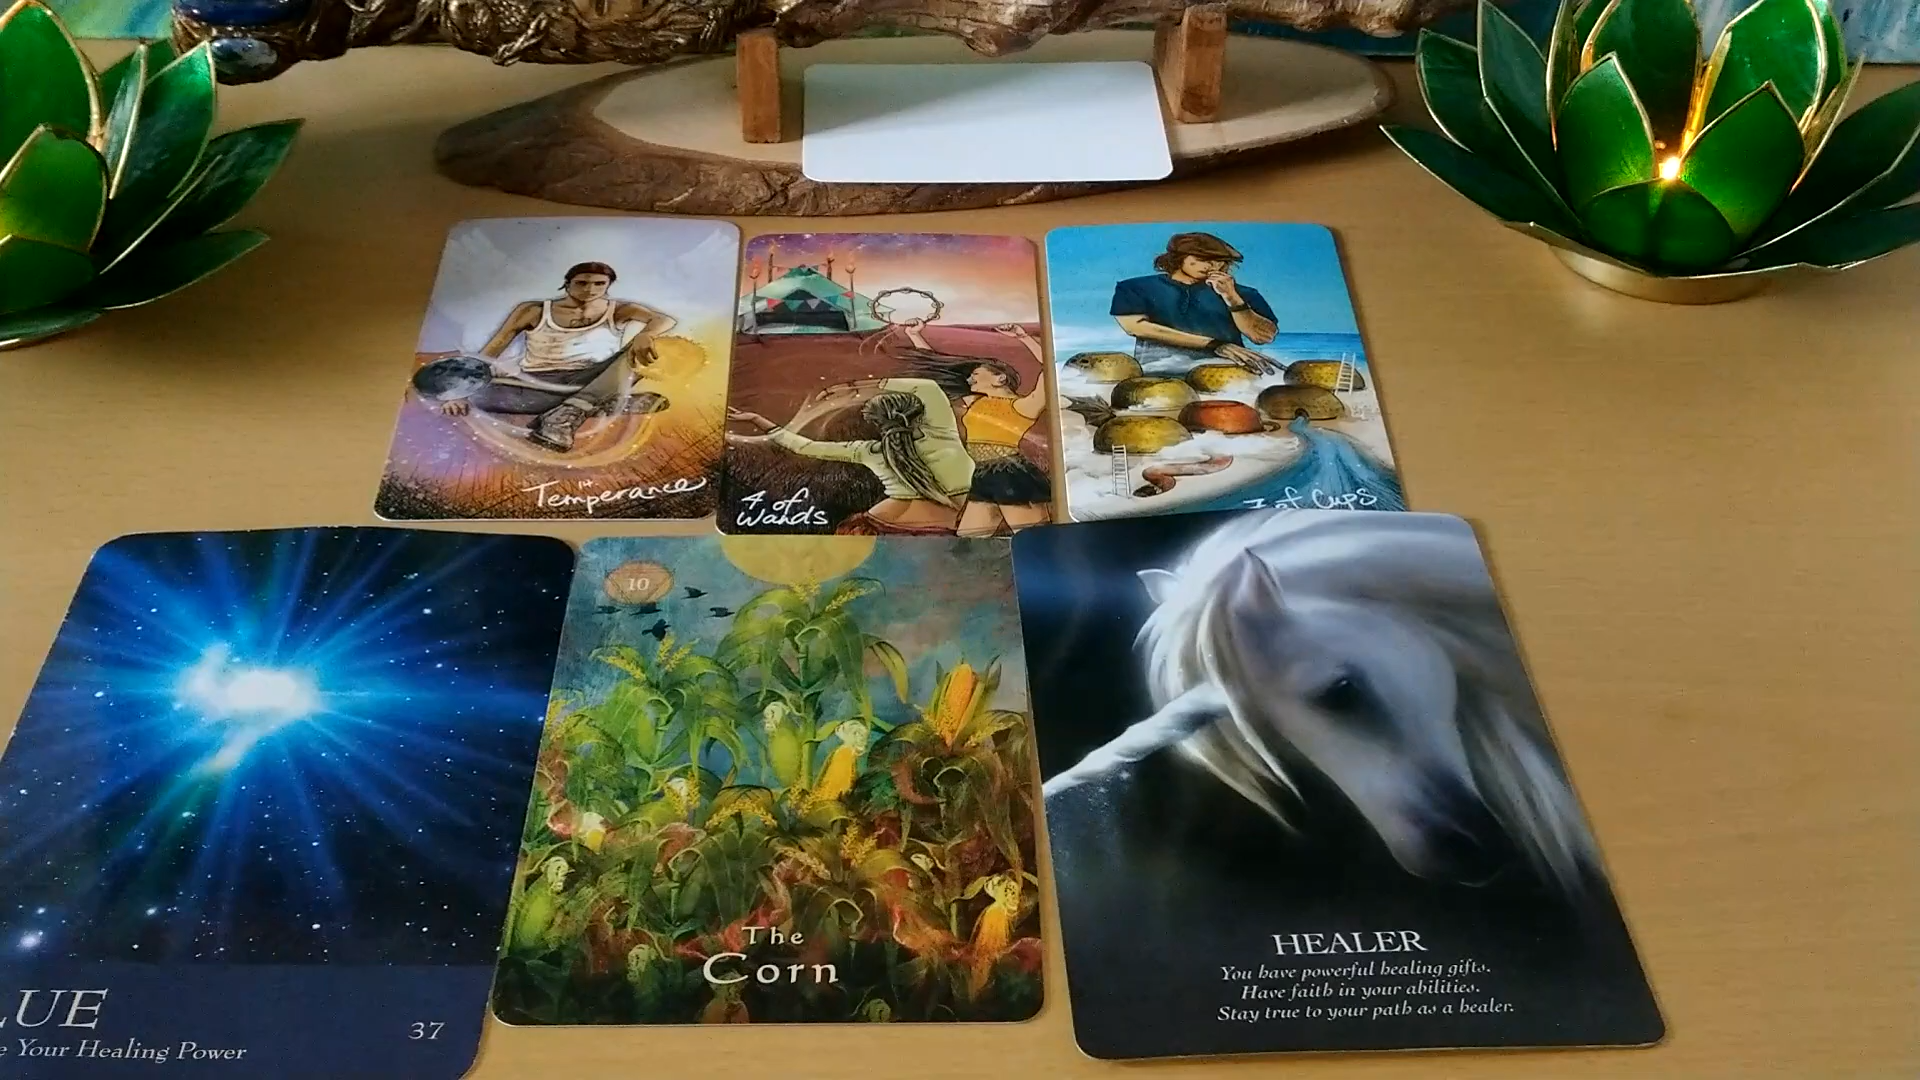 14
Temperance
4 of
Wands
7 of Cups
10
The
Corn
HEALER
You have powerful healing gifts.
Have faith in your abilities.
Stay true to your path as a healer.
LUE
37
Your Healing Power